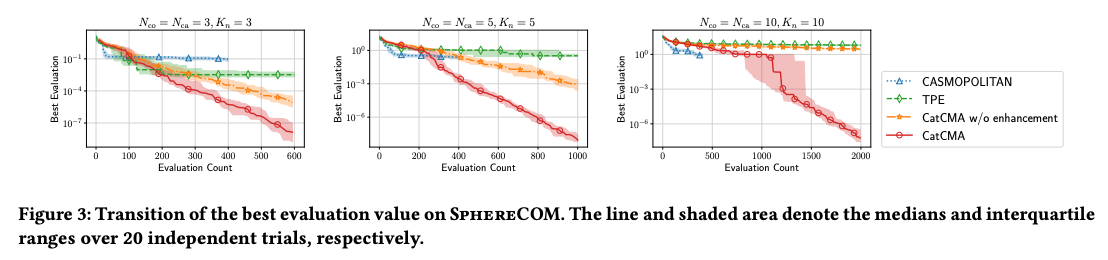 N_co = N_ca = 3, K_n = 3
Best Evaluation
10^−1
10^−4
10^−7
0 100 200 300 400 500 600
Evaluation Count
N_co = N_ca = 5, K_n = 5
Best Evaluation
10^0
10^−3
10^−6
0 200 400 600 800 1000
Evaluation Count
N_co = N_ca = 10, K_n = 10
Best Evaluation
10^0
10^−3
10^−6
0 500 1000 1500 2000
Evaluation Count
CASMOPOLITAN
TPE
CatCMA w/o enhancement
CatCMA
Figure 3: Transition of the best evaluation value on SPHERECOM. The line and shaded area denote the medians and interquartile
ranges over 20 independent trials, respectively.